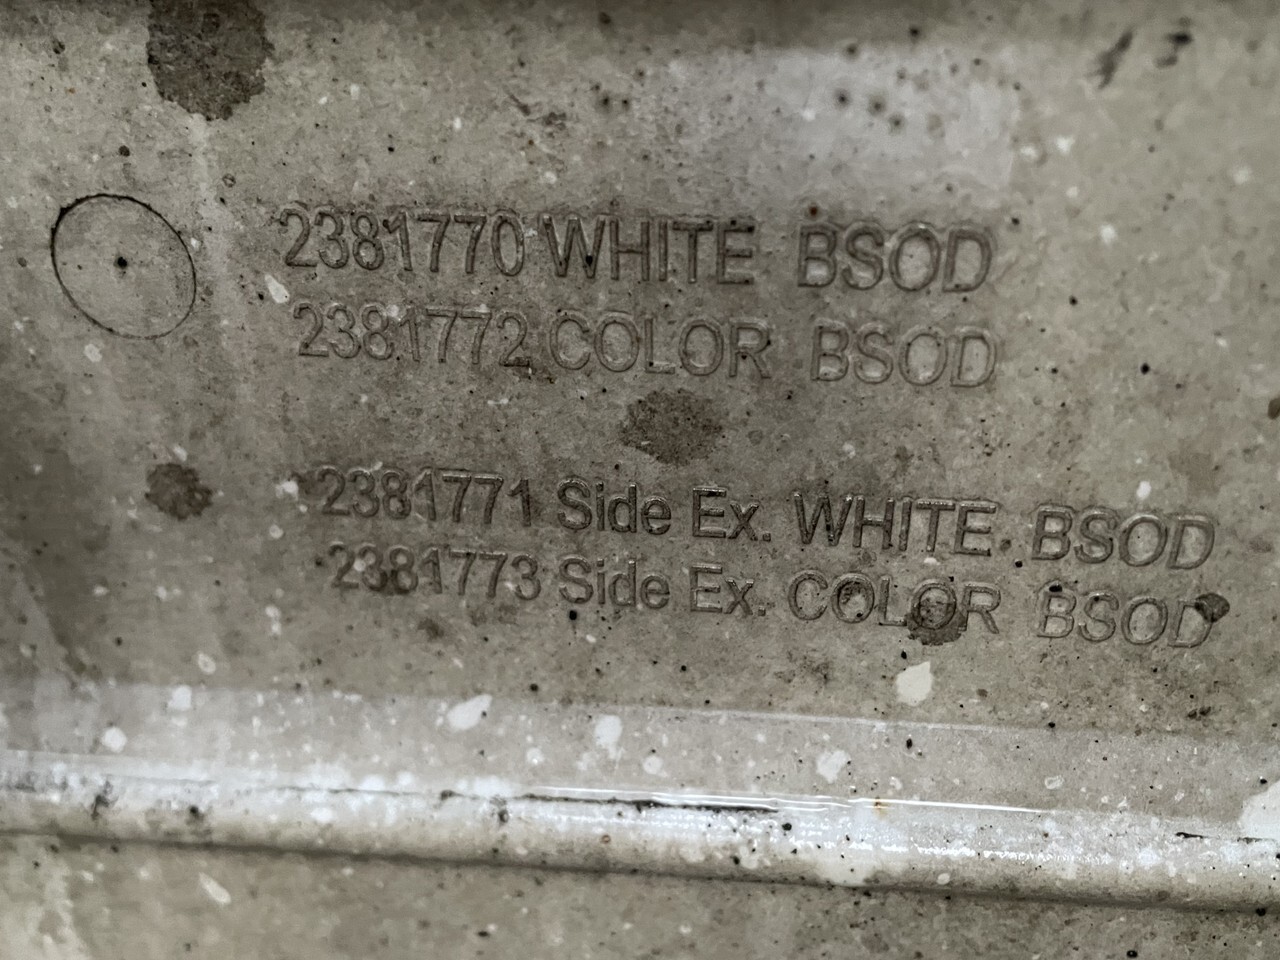 2381770 WHITE BSOD
2381772 COLOR BSOD
2381771 Side Ex. WHITE BSOD
2381773 Side Ex. COLOR BSOD